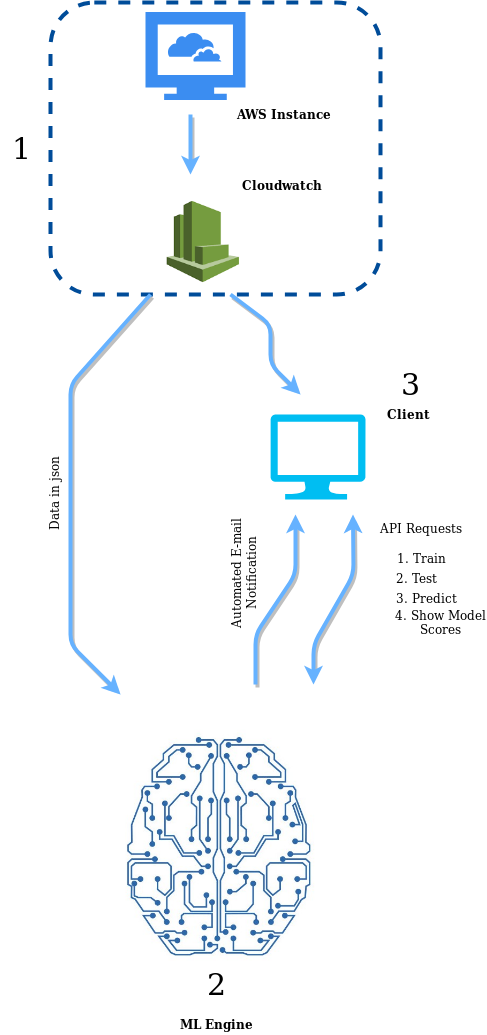 AWS Instance
1
Cloudwatch
3
Client
Data in json
Automated E-mail
Notification
API Requests
1. Train
2. Test
3. Predict
4. Show Model
Scores
2
ML Engine